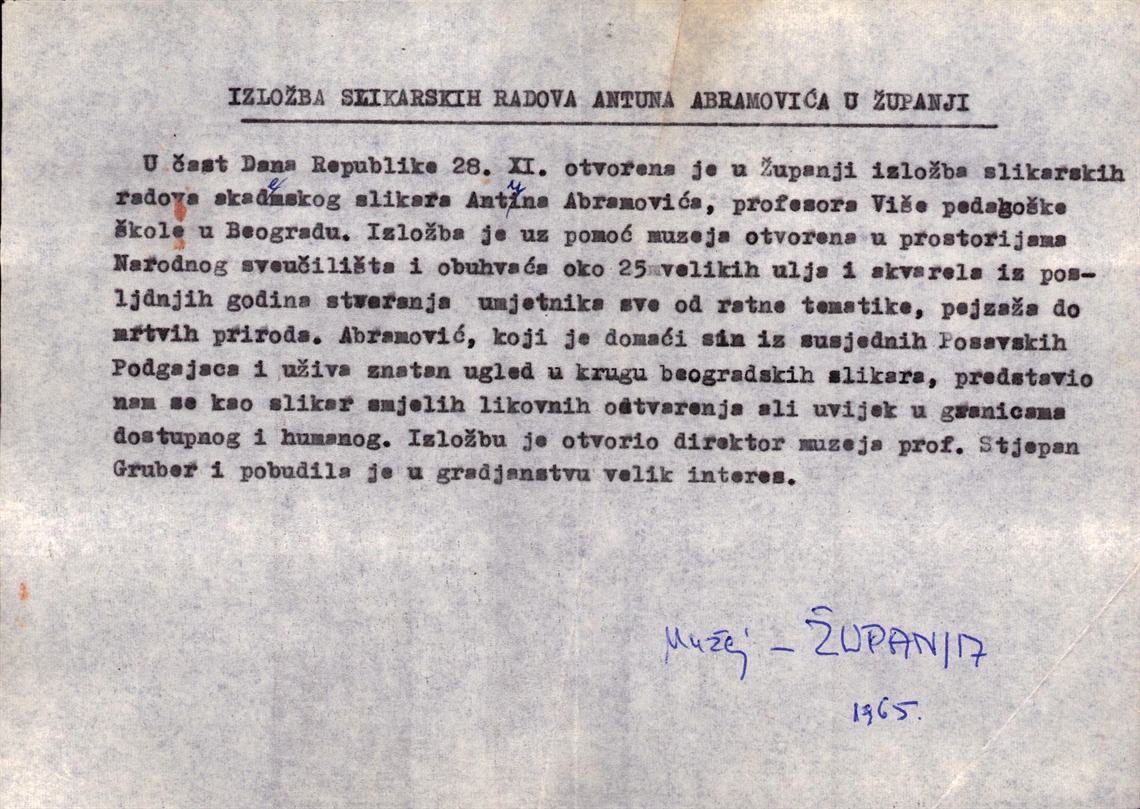 IZLOŽBA SLIKARSKIH RADOVA ANTUNA ABRAMOVIĆA U ŽUPANJI
U čast Dana Republike 28. XI. otvorena je u Županji izložba slikarskih
radova akademskog slikara Antuna Abramovića, profesora Više pedagoške
škole u Beogradu. Izložba je uz pomoć muzeja otvorena u prostorijama
Narodnog sveučilišta i obuhvaća oko 25 velikih ulja i akvarela iz pos-
ljdnjih godina stvaranja umjetnika sve od ratne tematike, pejzaža do
mrtvih priroda. Abramović, koji je domaći sin iz susjednih Posavskih
Podgajaca i uživa znatan ugled u krugu beogradskih slikara, predstavio
nam se kao slikar smjelih likovnih ostvarenja ali uvijek u granicama
dostupnog i humanog. Izložbu je otvorio direktor muzeja prof. Stjepan
Gruber i pobudila je u gradjanstvu velik interes.
Muzej – ŽUPANJA
1965.